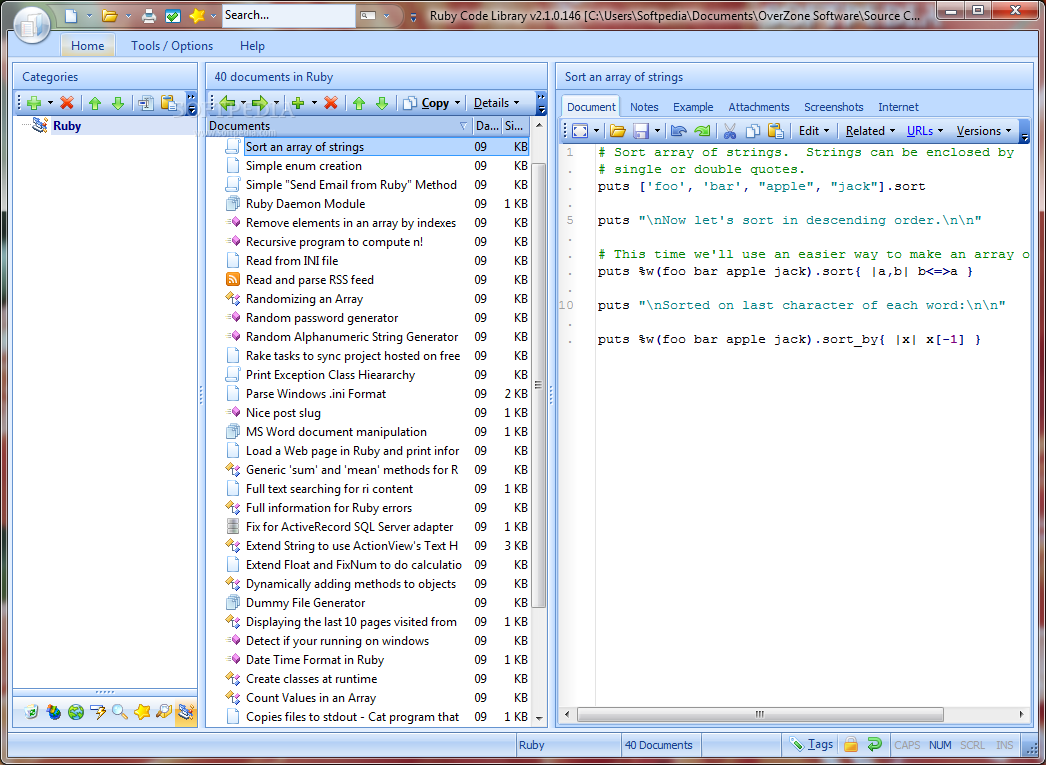 Search...
Ruby Code Library v2.1.0.146 [C:\Users\Softpedia\Documents\OverZone Software\Source C...
Home Tools / Options Help
Categories
Ruby
40 documents in Ruby
Copy Details
SOFTPEDIA
Documents Da... Si...
Sort an array of strings 09 KB
Simple enum creation 09 KB
Simple "Send Email from Ruby" Method 09 KB
Ruby Daemon Module 09 1 KB
Remove elements in an array by indexes 09 KB
Recursive program to compute n! 09 KB
Read from INI file 09 KB
Read and parse RSS feed 09 KB
Randomizing an Array 09 KB
Random password generator 09 KB
Random Alphanumeric String Generator 09 KB
Rake tasks to sync project hosted on free 09 KB
Print Exception Class Hieararchy 09 KB
Parse Windows .ini Format 09 2 KB
Nice post slug 09 1 KB
MS Word document manipulation 09 1 KB
Load a Web page in Ruby and print infor 09 KB
Generic 'sum' and 'mean' methods for R 09 KB
Full text searching for ri content 09 1 KB
Full information for Ruby errors 09 KB
Fix for ActiveRecord SQL Server adapter 09 1 KB
Extend String to use ActionView's Text H 09 3 KB
Extend Float and FixNum to do calculatio 09 KB
Dynamically adding methods to objects 09 KB
Dummy File Generator 09 KB
Displaying the last 10 pages visited from 09 1 KB
Detect if your running on windows 09 KB
Date Time Format in Ruby 09 1 KB
Create classes at runtime 09 KB
Count Values in an Array 09 KB
Copies files to stdout - Cat program that 09 1 KB
Sort an array of strings
Document Notes Example Attachments Screenshots Internet
Edit Related URLs Versions
1 # Sort array of strings.  Strings can be enclosed by
. # single or double quotes.
. puts ['foo', 'bar', "apple", "jack"].sort
.
5 puts "\nNow let's sort in descending order.\n\n"
.
. # This time we'll use an easier way to make an array o
. puts %w(foo bar apple jack).sort{ |a,b| b<=>a }
.
10 puts "\nSorted on last character of each word:\n\n"
.
. puts %w(foo bar apple jack).sort_by{ |x| x[-1] }
Ruby 40 Documents Tags CAPS NUM SCRL INS